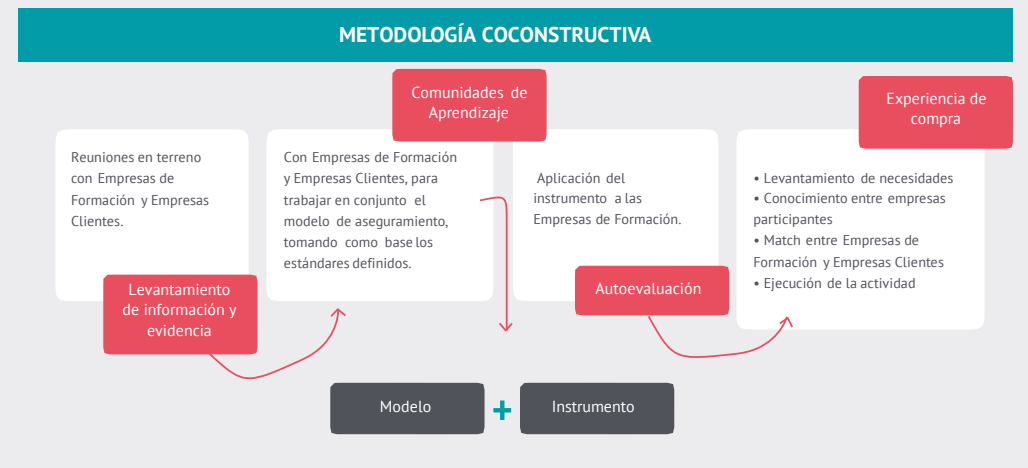 METODOLOGÍA COCONSTRUCTIVA
Reuniones en terreno
con Empresas de
Formación y Empresas
Clientes.
Levantamiento
de información y
evidencia
Comunidades de
Aprendizaje
Con Empresas de Formación
y Empresas Clientes, para
trabajar en conjunto el
modelo de aseguramiento,
tomando como base los
estándares definidos.
Aplicación del
instrumento a las
Empresas de Formación.
Autoevaluación
Experiencia de
compra
• Levantamiento de necesidades
• Conocimiento entre empresas
participantes
• Match entre Empresas de
Formación y Empresas Clientes
• Ejecución de la actividad
Modelo
+
Instrumento